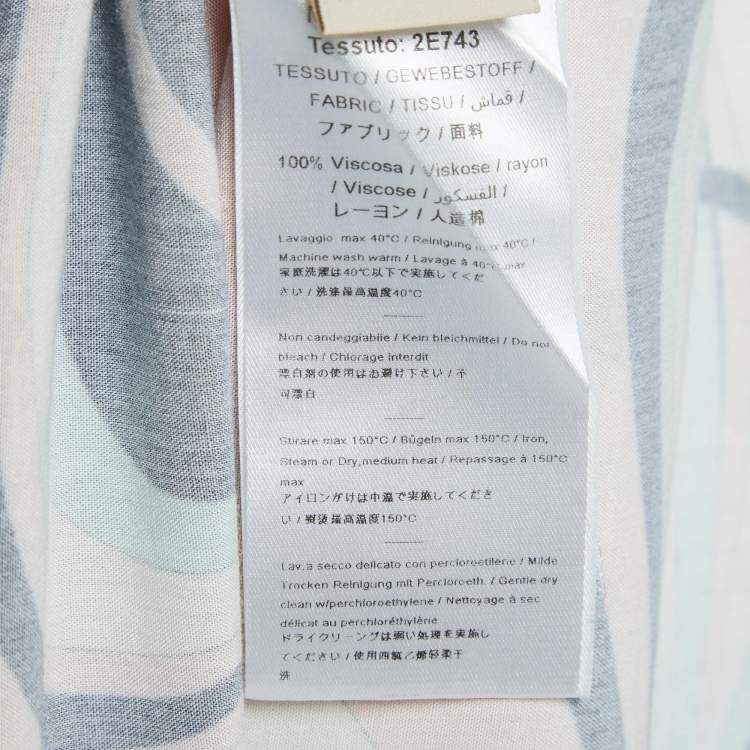 Tessuto: 2E743
TESSUTO / GEWEBESTOFF /
FABRIC / TISSU / قماش /
ファブリック / 面料
100% Viscosa / Viskose / rayon
/ Viscose / الفسكور /
レーヨン / 人造棉
Lavaggio max 40°C / Reinigung max 40°C /
Machine wash warm / Lavage à 40°C max
家庭洗濯は40℃以下で実施してくだ
さい / 洗涤最高温度40°C
Non candeggiabile / Kein bleichmittel / Do not
bleach / Chlorage interdit
漂白剤の使用はお避け下さい / 不
可漂白
Stirare max 150°C / Bügeln max 150°C / Iron,
Steam or Dry,medium heat / Repassage à 150°C
max
アイロンがけは中温で実施してくださ
い / 熨烫最高温度150°C
Lav.a secco delicato con percloroetilene / Milde
Trocken Reinigung mit Percloroeth. / Gentle dry
clean w/perchloroethylene / Nettoyage à sec
délicat au perchloréthylène
ドライクリーングは弱い処理を実施し
てください / 使用四氯乙烯轻柔干
洗